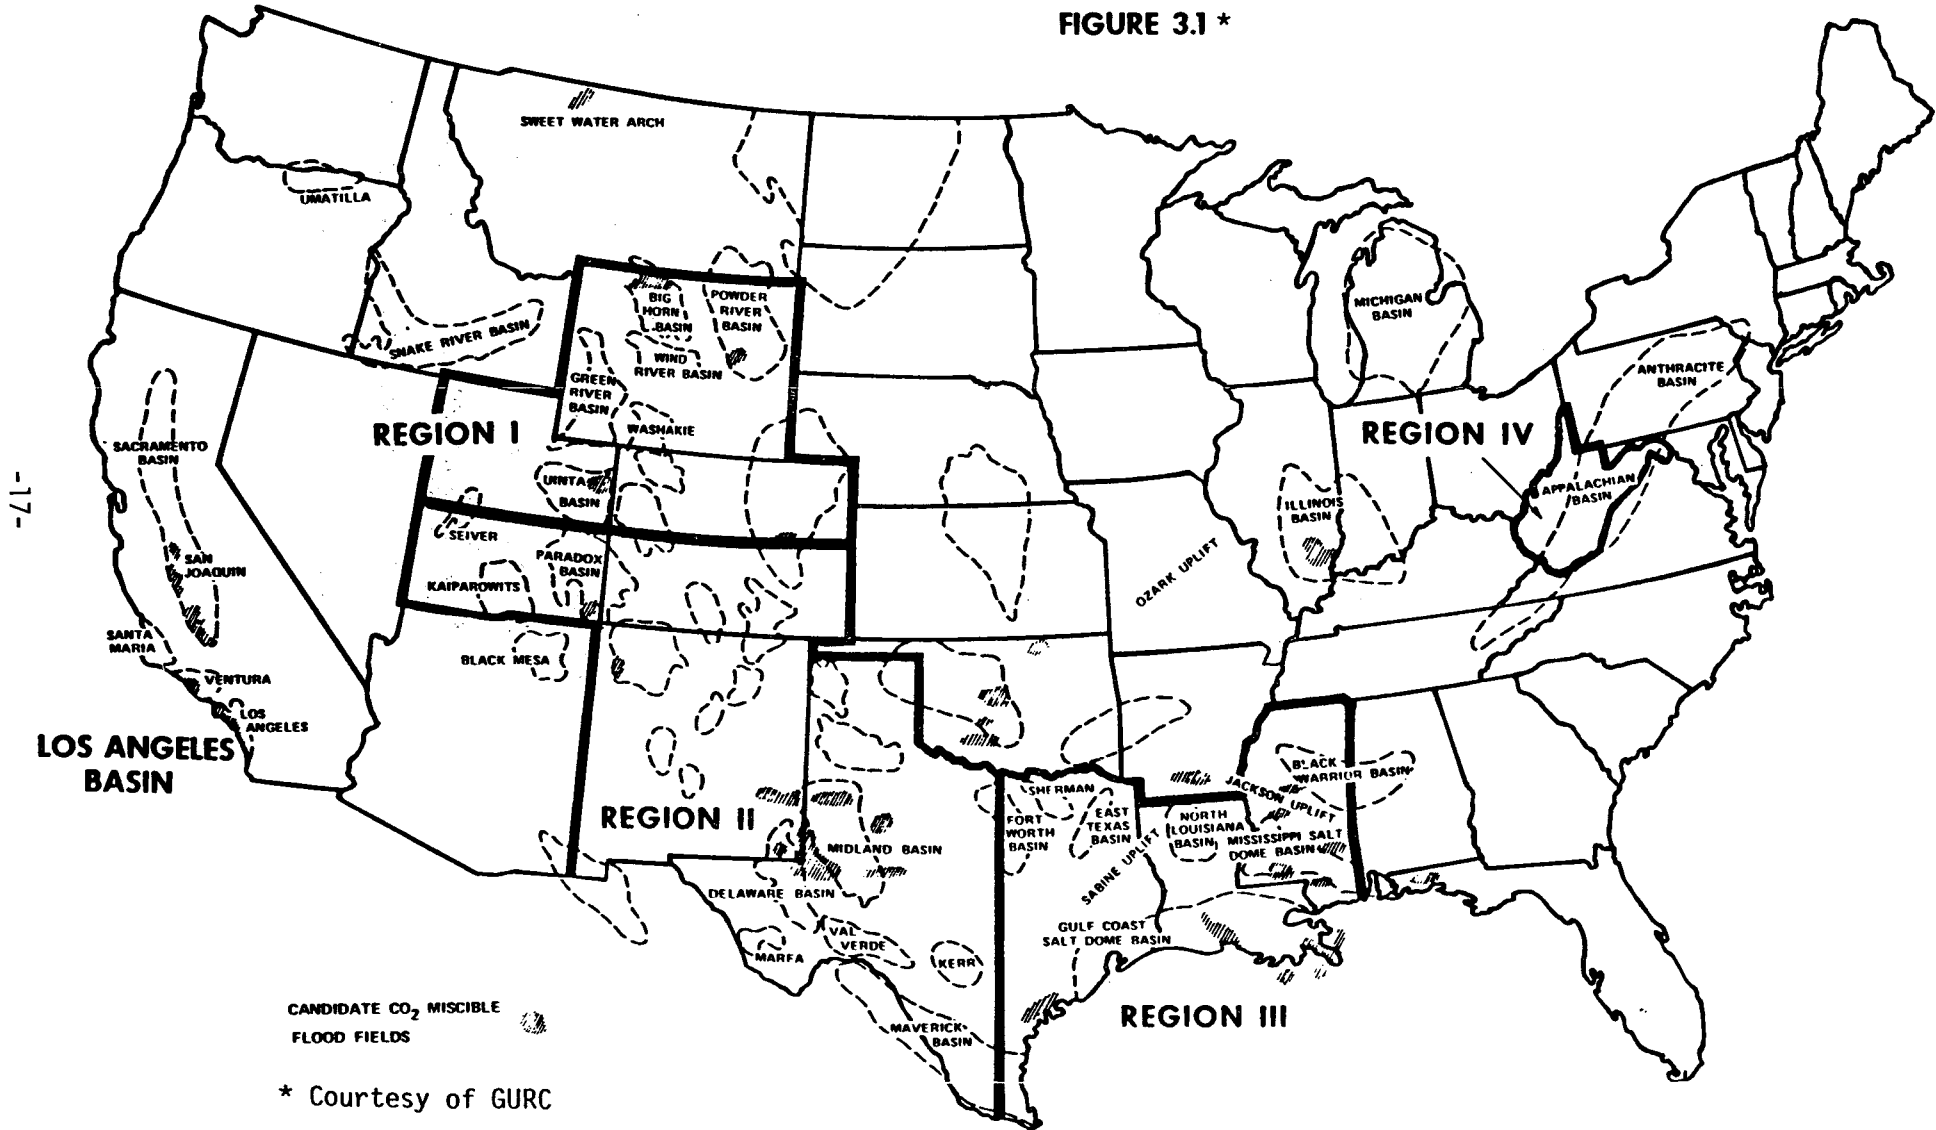 FIGURE 3.1 *
SWEET WATER ARCH
UMATILLA
SNAKE RIVER BASIN
BIG
HORN
BASIN
POWDER
RIVER
BASIN
WIND
RIVER BASIN
GREEN
RIVER
BASIN
WASHAKIE
REGION I
SACRAMENTO
BASIN
UINTA
BASIN
SEIVER
PARADOX
BASIN
KAIPAROWITS
SAN
JOAQUIN
SANTA
MARIA
BLACK MESA
VENTURA
LOS
ANGELES
LOS ANGELES
BASIN
REGION II
MICHIGAN
BASIN
ANTHRACITE
BASIN
REGION IV
APPALACHIAN
BASIN
ILLINOIS
BASIN
OZARK UPLIFT
BLACK
WARRIOR BASIN
JACKSON UPLIFT
SHERMAN
FORT
WORTH
BASIN
EAST
TEXAS
BASIN
NORTH
LOUISIANA
BASIN
MISSISSIPPI SALT
DOME BASIN
SABINE UPLIFT
MIDLAND BASIN
DELAWARE BASIN
GULF COAST
SALT DOME BASIN
VAL
VERDE
MARFA
KERR
MAVERICK
BASIN
REGION III
CANDIDATE CO₂ MISCIBLE
FLOOD FIELDS
* Courtesy of GURC
-17-